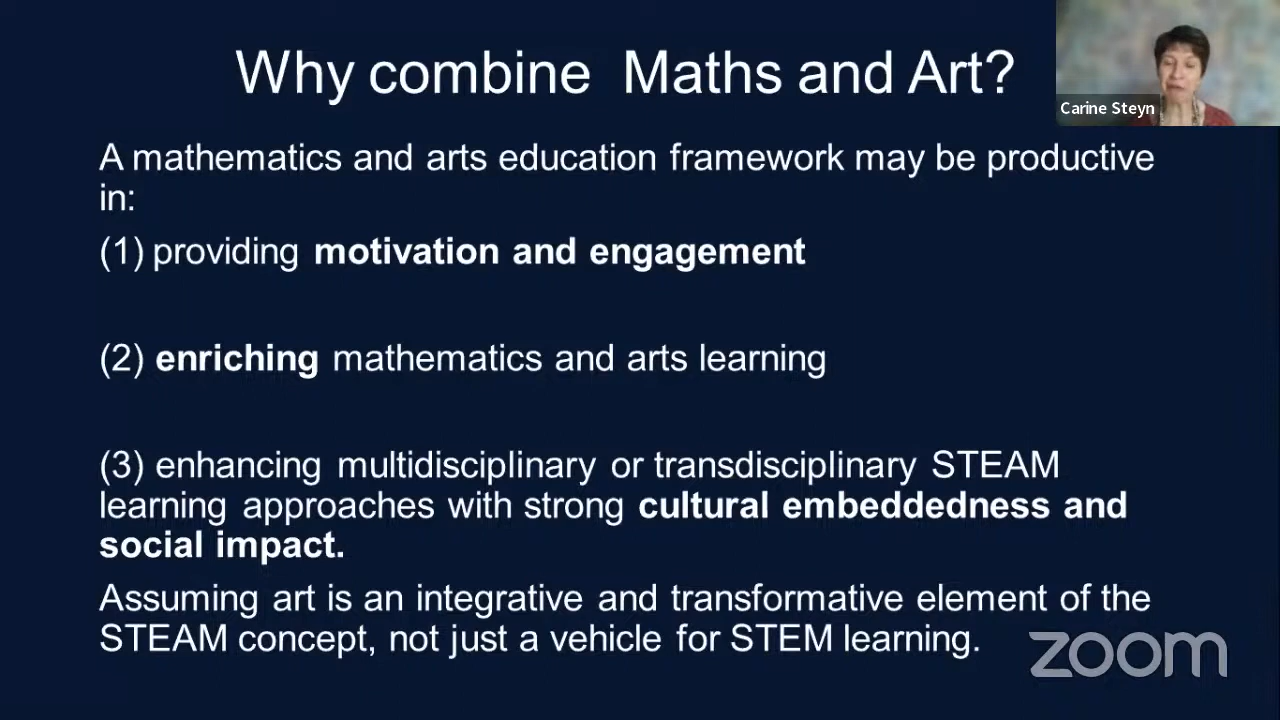 Why combine Maths and Art?
Carine Steyn
A mathematics and arts education framework may be productive
in:
(1) providing motivation and engagement
(2) enriching mathematics and arts learning
(3) enhancing multidisciplinary or transdisciplinary STEAM
learning approaches with strong cultural embeddedness and
social impact.
Assuming art is an integrative and transformative element of the
STEAM concept, not just a vehicle for STEM learning.
zoom